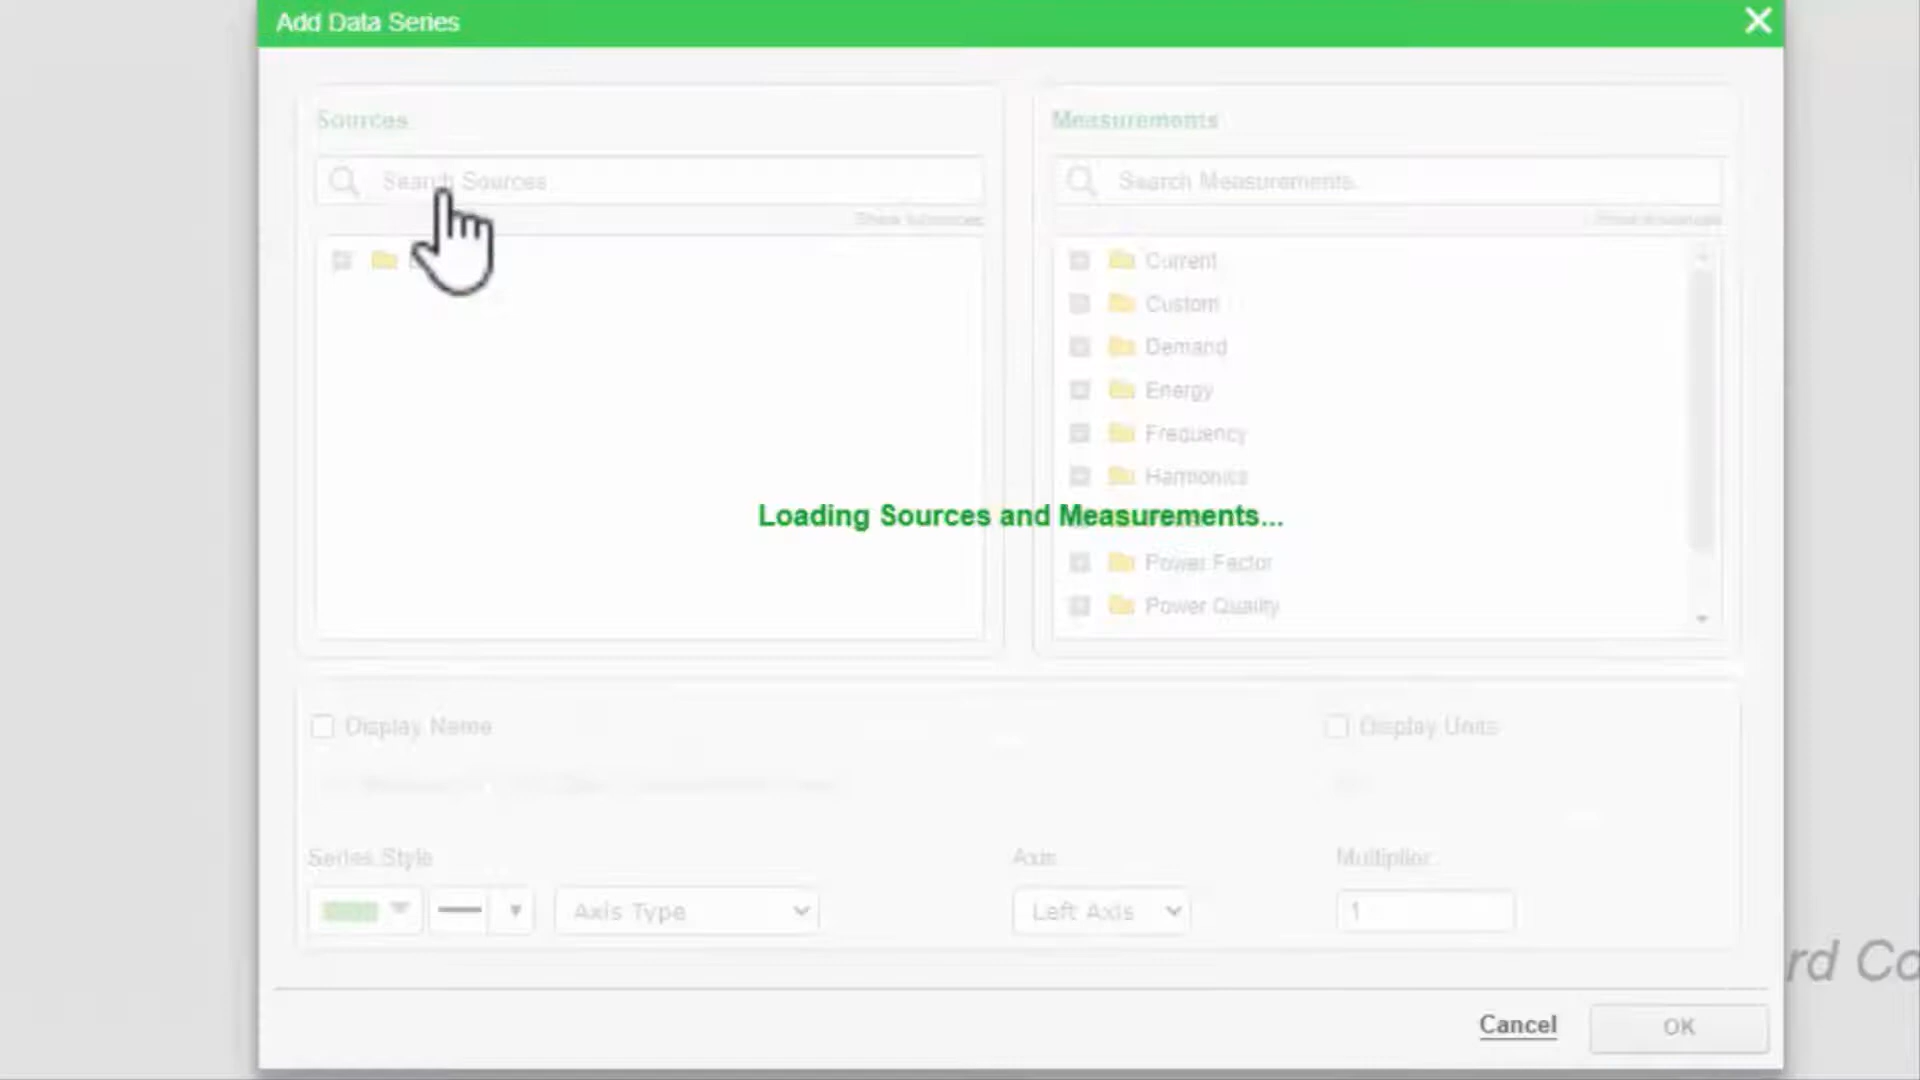 Add Data Series
Sources
Measurements
Search Sources
Search Measurements
Show Advanced
Current
Custom
Demand
Energy
Frequency
Harmonics
Loading Sources and Measurements...
Power Factor
Power Quality
Display Name
Display Units
Series Style
Axis
Multiplier
Axis Type
Left Axis
1
rd Co
Cancel
OK